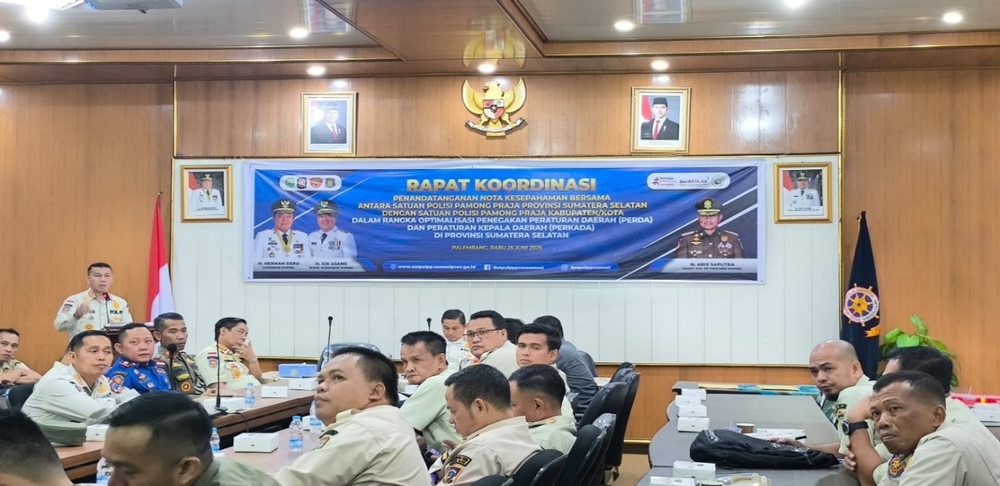 RAPAT KOORDINASI
PENANDATANGANAN NOTA KESEPAHAMAN BERSAMA
ANTARA SATUAN POLISI PAMONG PRAJA PROVINSI SUMATERA SELATAN
DENGAN SATUAN POLISI PAMONG PRAJA KABUPATEN/KOTA
DALAM RANGKA OPTIMALISASI PENEGAKAN PERATURAN DAERAH (PERDA)
DAN PERATURAN KEPALA DAERAH (PERKADA)
DI PROVINSI SUMATERA SELATAN
PALEMBANG, RABU 25 JUNI 2025
BerAKHLAK
H. HERMAN DERU
GUBERNUR SUMSEL
H. CIK UJANG
WAKIL GUBERNUR SUMSEL
H. ARIS SAPUTRA
KASAT POL PP PROVINSI SUMSEL
www.satpolpp.sumselprov.go.id
Satpolppprovsumsel
Satpolppsumsel